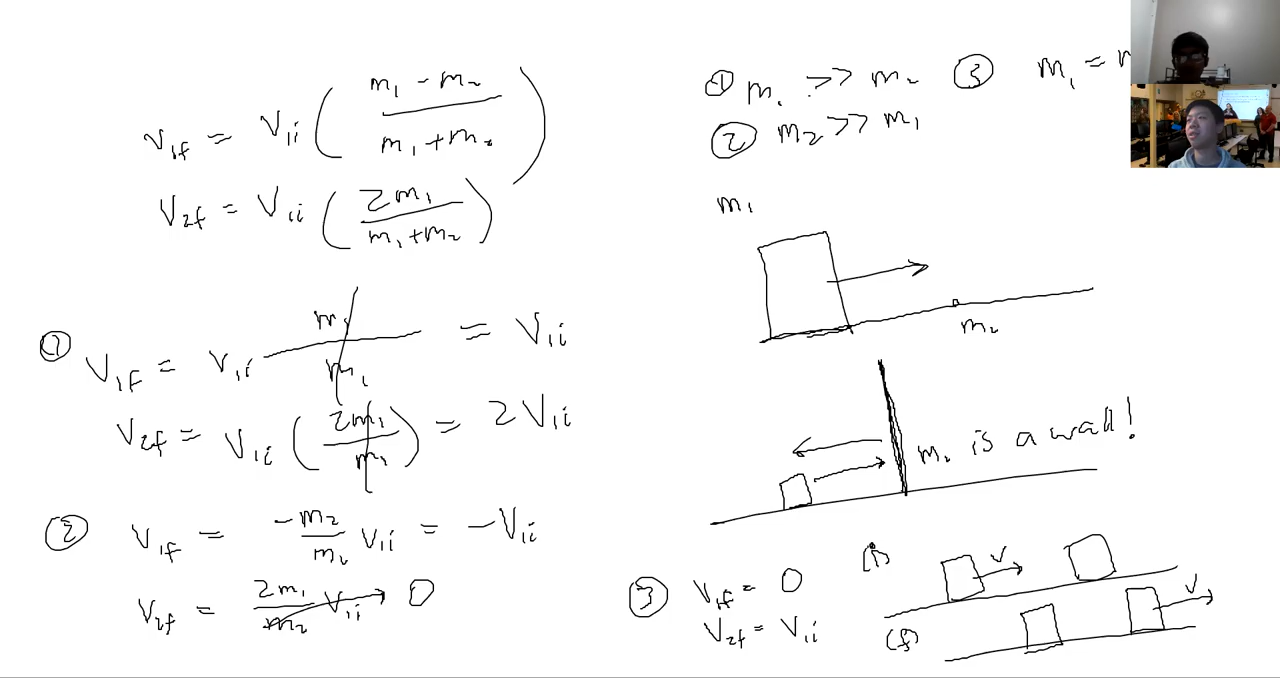 v₁f = v₁i ( (m₁ - m₂) / (m₁ + m₂) )
v₂f = v₁i ( 2m₁ / (m₁ + m₂) )
① v₁f = v₁i m₁ / m₁ = v₁i
v₂f = v₁i ( 2m₁ / m₁ ) = 2v₁i
② v₁f = -m₂ / m₂ v₁i = -v₁i
v₂f = 2m₁ / m₂ v₁i → 0
① m₁ >> m₂ ③ m₁ =
② m₂ >> m₁
m₁
m₂
m₂ is a wall!
③ v₁f = 0
v₂f = v₁i
(i) v
(f) v